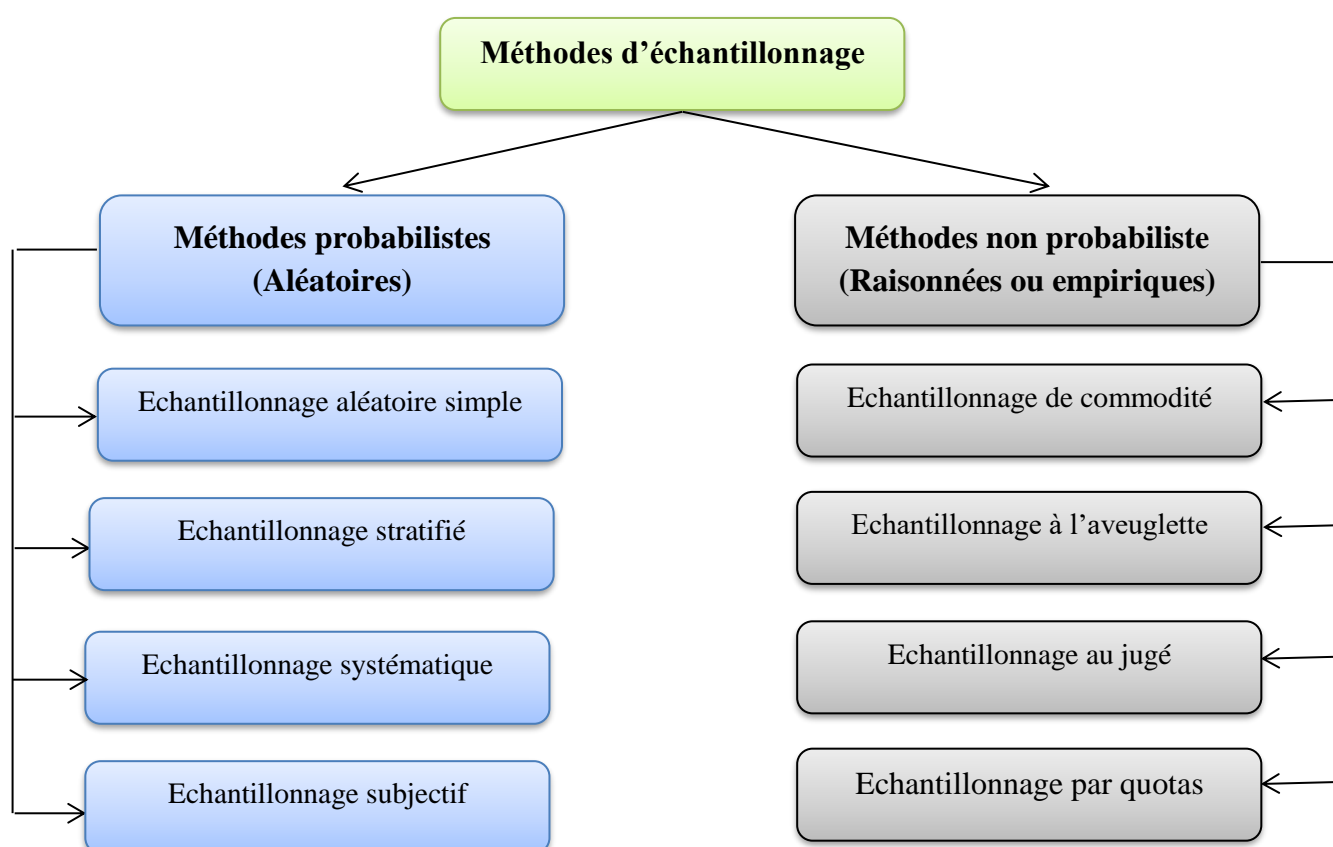 Méthodes d’échantillonnage
Méthodes probabilistes
(Aléatoires)
Echantillonnage aléatoire simple
Echantillonnage stratifié
Echantillonnage systématique
Echantillonnage subjectif
Méthodes non probabiliste
(Raisonnées ou empiriques)
Echantillonnage de commodité
Echantillonnage à l’aveuglette
Echantillonnage au jugé
Echantillonnage par quotas